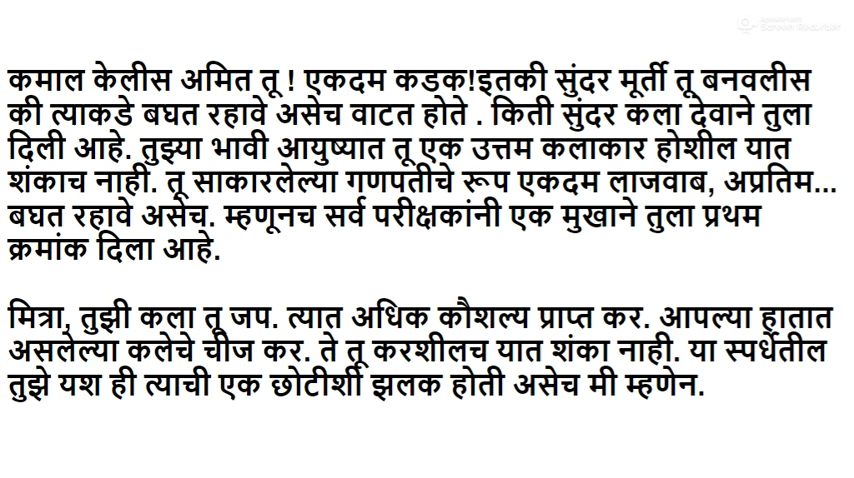 कमाल केलीस अमित तू ! एकदम कडक!इतकी सुंदर मूर्ती तू बनवलीस
की त्याकडे बघत रहावे असेच वाटत होते . किती सुंदर कला देवाने तुला
दिली आहे. तुझ्या भावी आयुष्यात तू एक उत्तम कलाकार होशील यात
शंकाच नाही. तू साकारलेल्या गणपतीचे रूप एकदम लाजवाब, अप्रतिम...
बघत रहावे असेच. म्हणूनच सर्व परीक्षकांनी एक मुखाने तुला प्रथम
क्रमांक दिला आहे.
मित्रा, तुझी कला तू जप. त्यात अधिक कौशल्य प्राप्त कर. आपल्या हातात
असलेल्या कलेचे चीज कर. ते तू करशीलच यात शंका नाही. या स्पर्धेतील
तुझे यश ही त्याची एक छोटीशी झलक होती असेच मी म्हणेन.